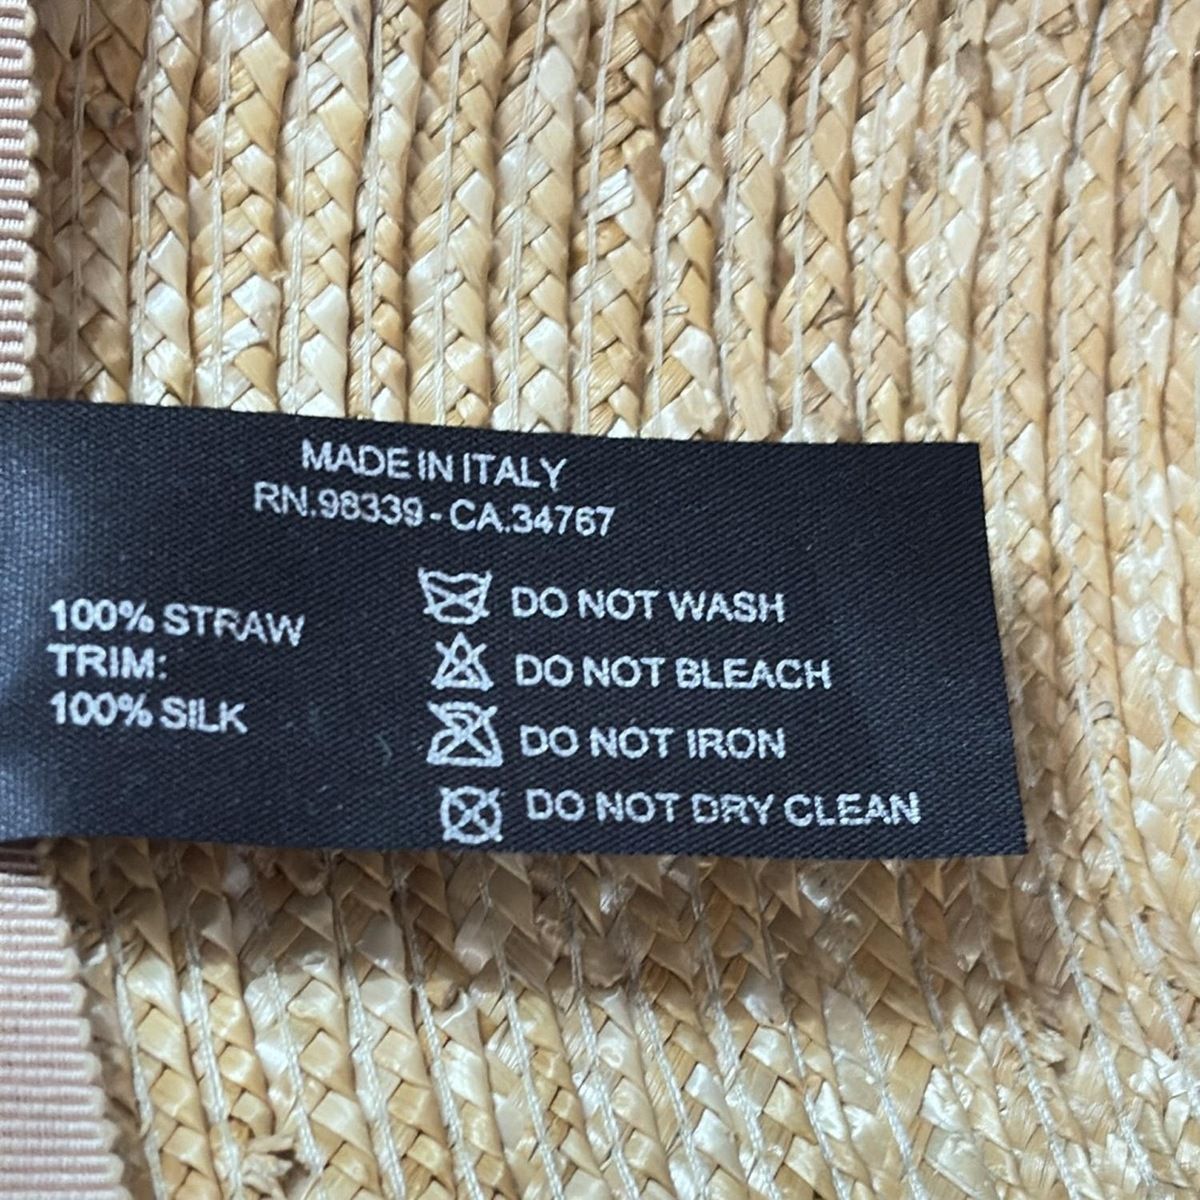 MADE IN ITALY
RN.98339 - CA.34767
100% STRAW
TRIM:
100% SILK
DO NOT WASH
DO NOT BLEACH
DO NOT IRON
DO NOT DRY CLEAN